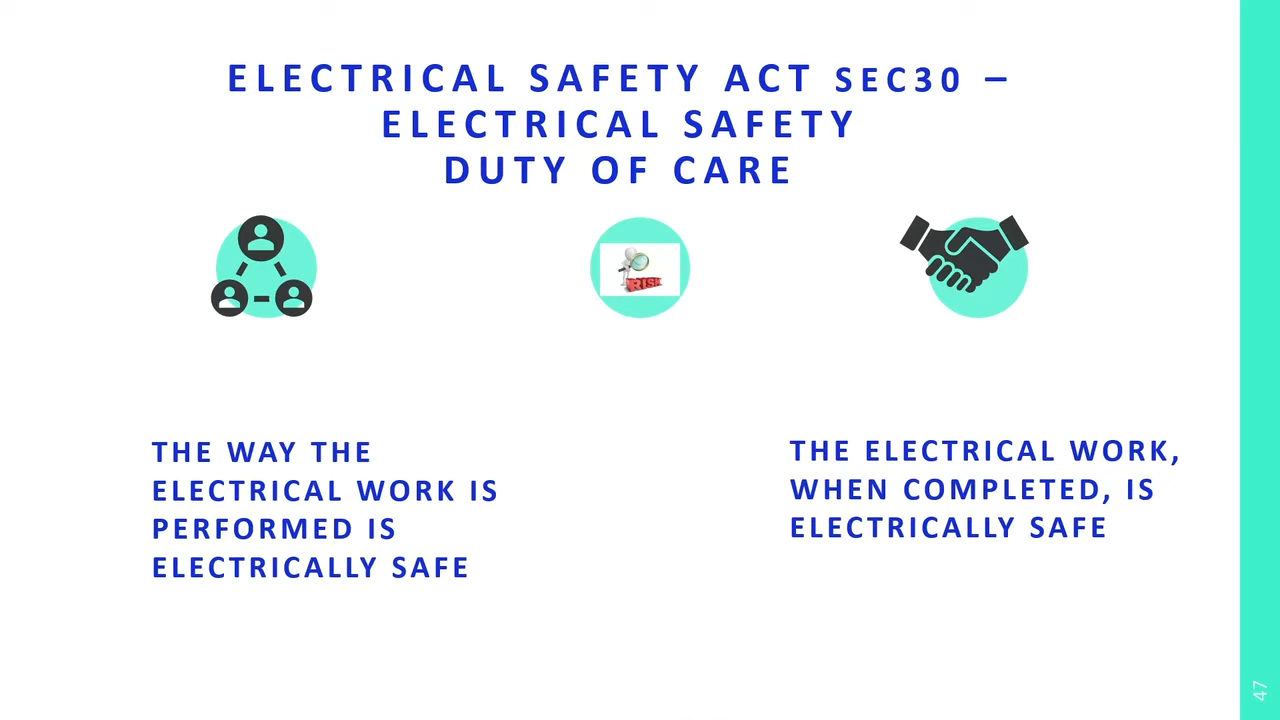 ELECTRICAL SAFETY ACT SEC30 –
ELECTRICAL SAFETY
DUTY OF CARE
RISK
THE WAY THE
ELECTRICAL WORK IS
PERFORMED IS
ELECTRICALLY SAFE
THE ELECTRICAL WORK,
WHEN COMPLETED, IS
ELECTRICALLY SAFE
47